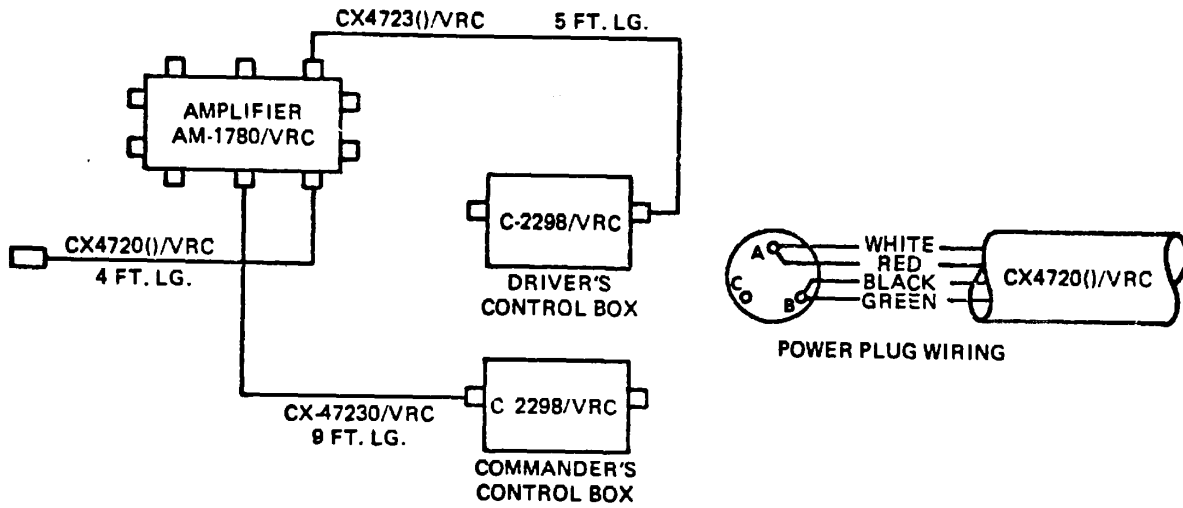 CX4723()/VRC 5 FT. LG.
AMPLIFIER
AM-1780/VRC
C-2298/VRC
DRIVER'S
CONTROL BOX
CX4720()/VRC
4 FT. LG.
CX-47230/VRC
9 FT. LG.
C 2298/VRC
COMMANDER'S
CONTROL BOX
A
C
B
WHITE
RED
BLACK
GREEN
CX4720()/VRC
POWER PLUG WIRING